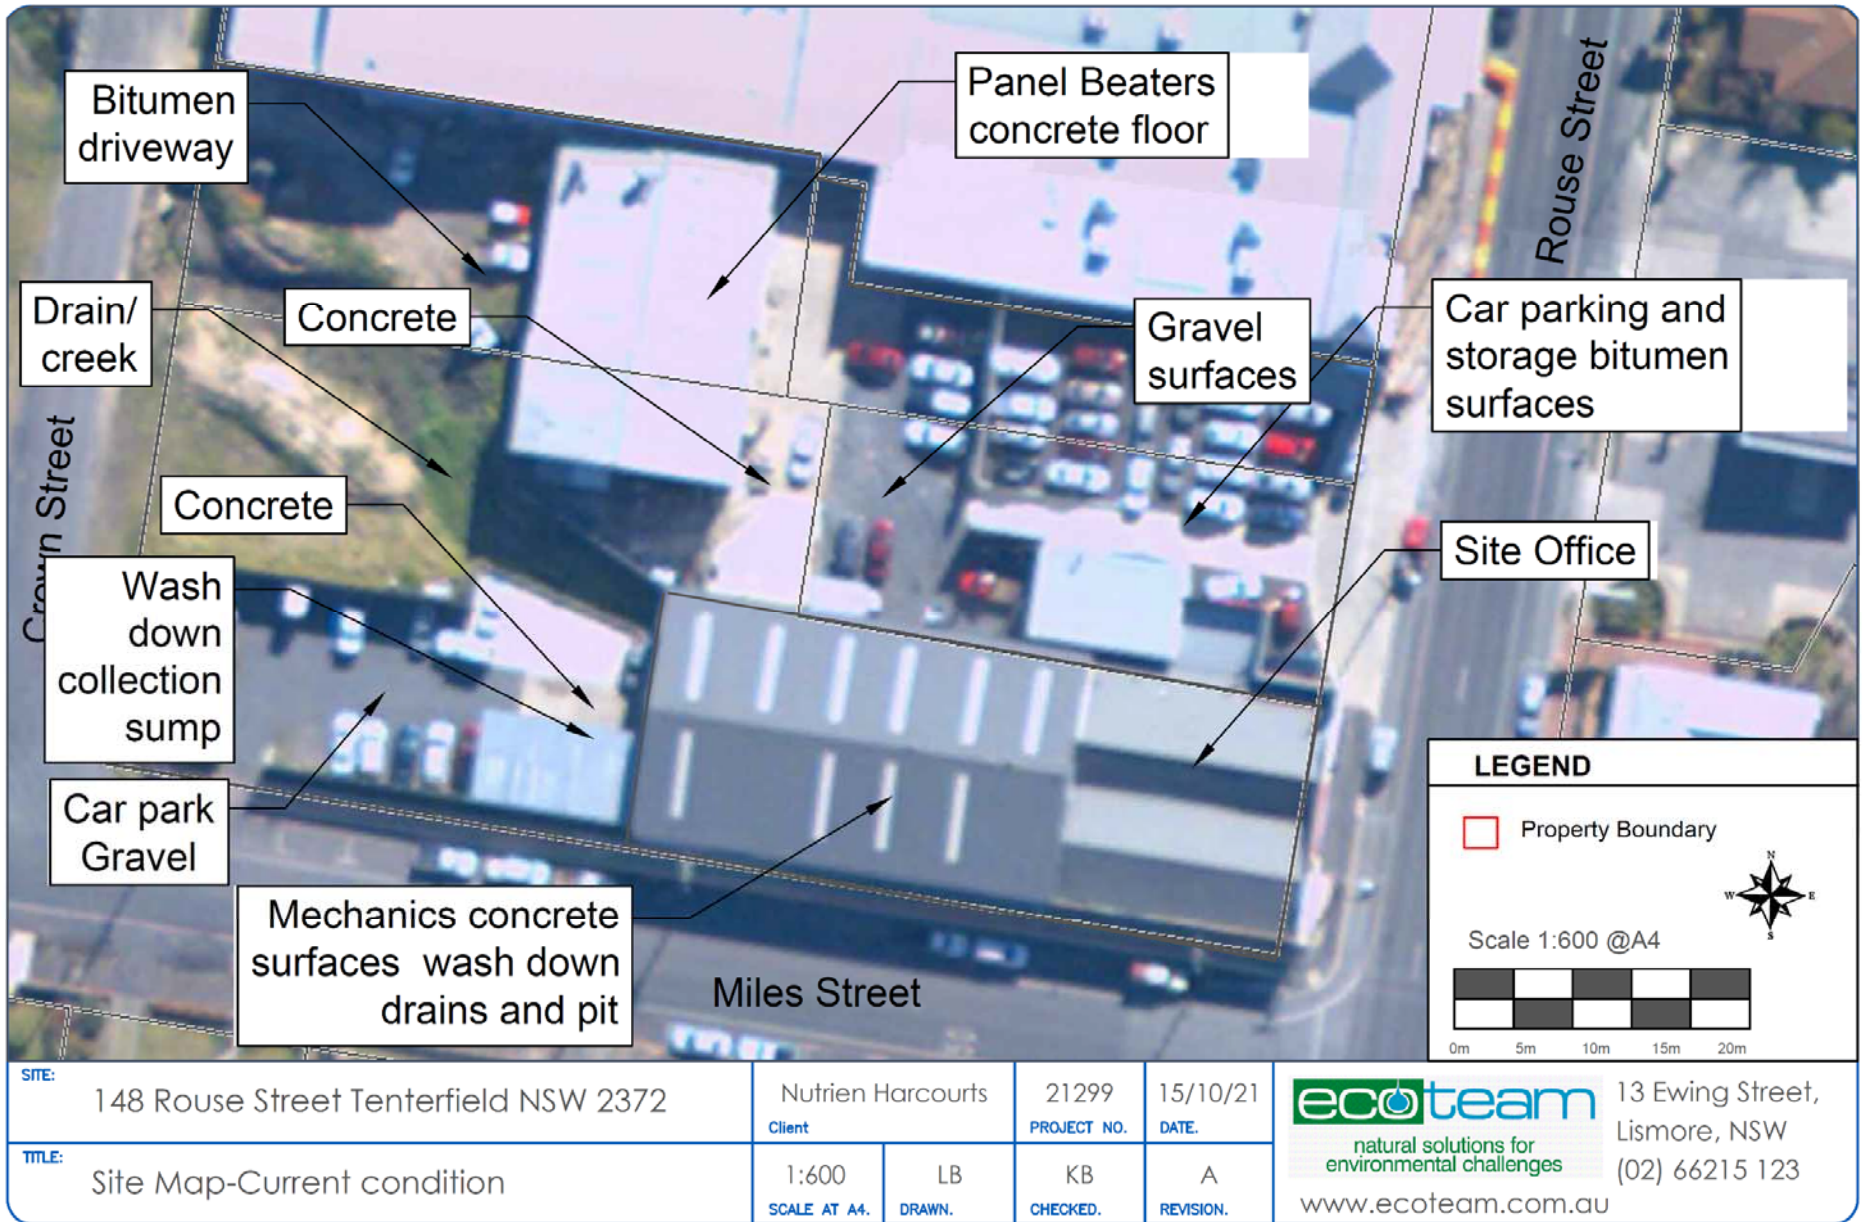 Bitumen
driveway
Panel Beaters
concrete floor
Rouse Street
Drain/
creek
Concrete
Gravel
surfaces
Car parking and
storage bitumen
surfaces
Crown Street
Concrete
Site Office
Wash
down
collection
sump
Car park
Gravel
Mechanics concrete
surfaces wash down
drains and pit
Miles Street
LEGEND
Property Boundary
N
W E
S
Scale 1:600 @A4
0m 5m 10m 15m 20m
SITE:
148 Rouse Street Tenterfield NSW 2372
TITLE:
Site Map-Current condition
Nutrien Harcourts
Client
21299
PROJECT NO.
15/10/21
DATE.
1:600
SCALE AT A4.
LB
DRAWN.
KB
CHECKED.
A
REVISION.
ecoteam
natural solutions for
environmental challenges
www.ecoteam.com.au
13 Ewing Street,
Lismore, NSW
(02) 66215 123